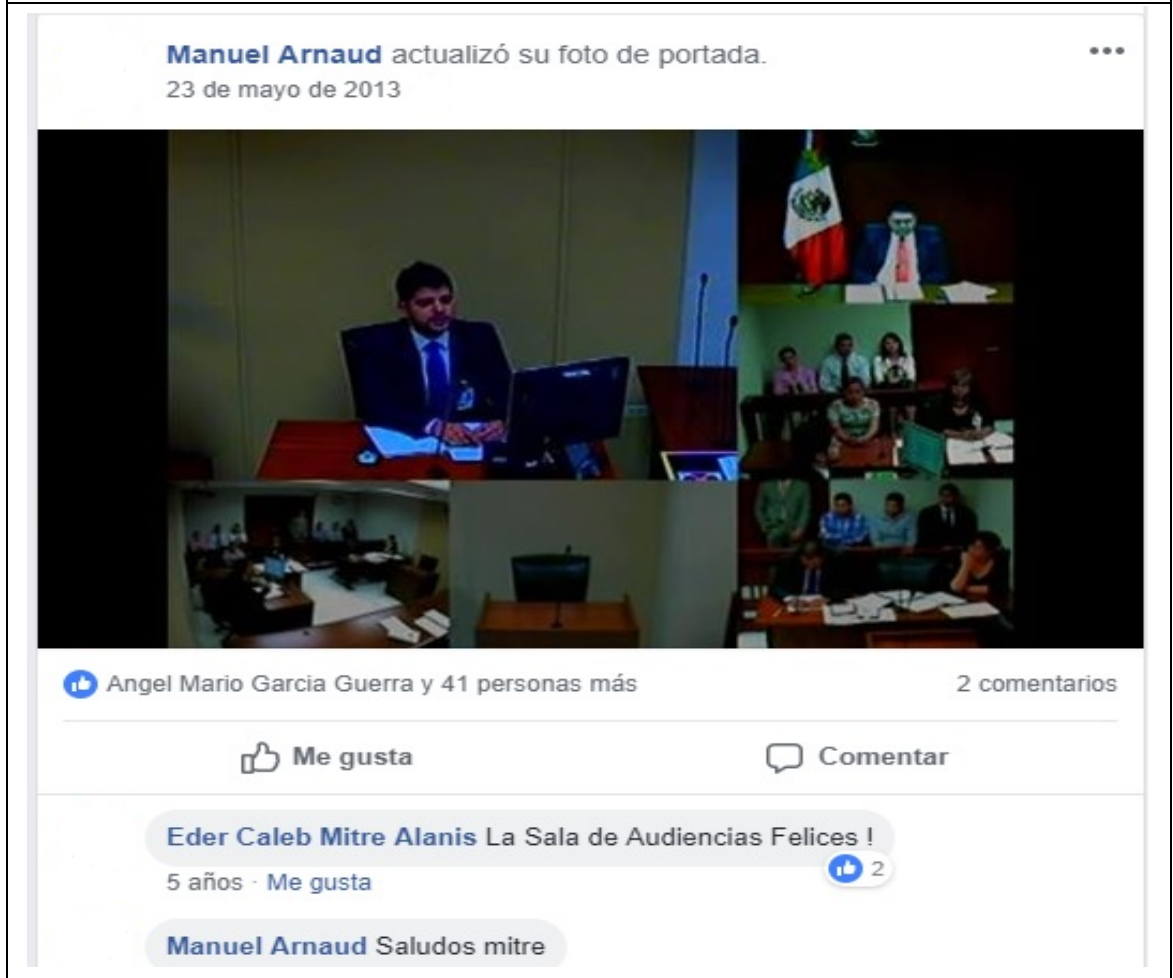 Manuel Arnaud actualizó su foto de portada.
23 de mayo de 2013
Angel Mario Garcia Guerra y 41 personas más
2 comentarios
Me gusta
Comentar
Eder Caleb Mitre Alanis La Sala de Audiencias Felices !
2
5 años · Me gusta
Manuel Arnaud Saludos mitre